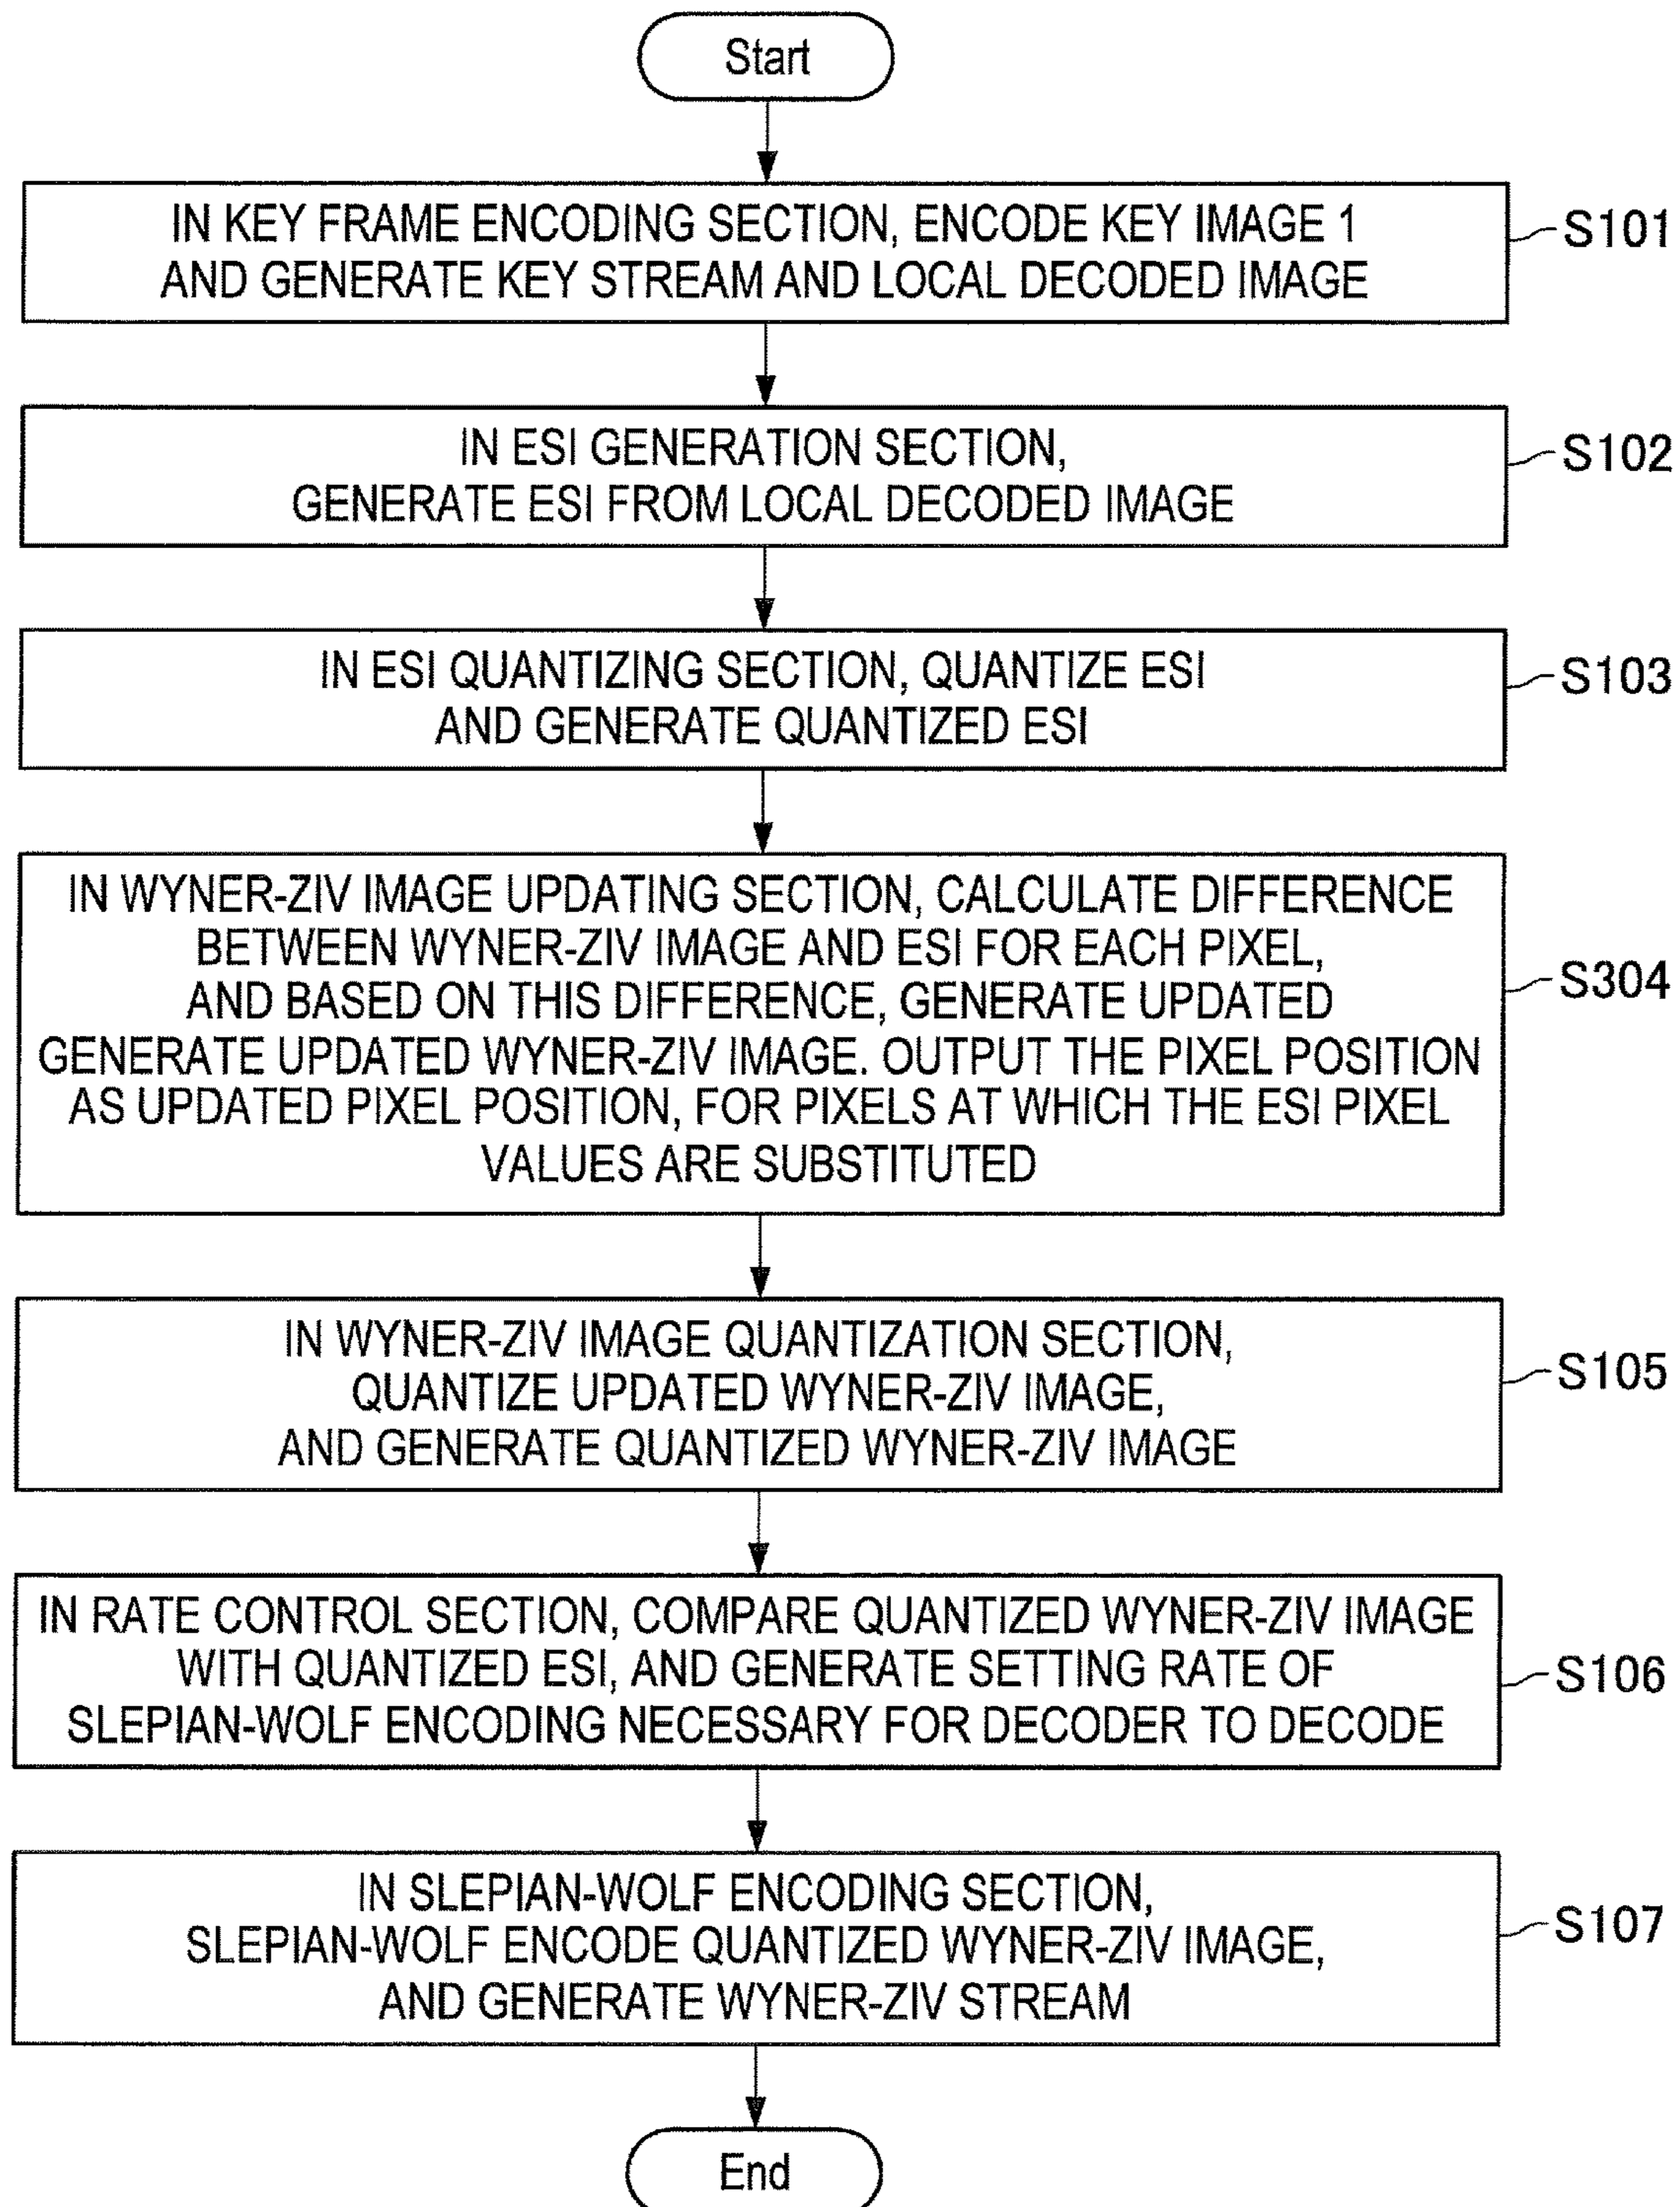 Start
IN KEY FRAME ENCODING SECTION, ENCODE KEY IMAGE 1
AND GENERATE KEY STREAM AND LOCAL DECODED IMAGE
S101
IN ESI GENERATION SECTION,
GENERATE ESI FROM LOCAL DECODED IMAGE
S102
IN ESI QUANTIZING SECTION, QUANTIZE ESI
AND GENERATE QUANTIZED ESI
S103
IN WYNER-ZIV IMAGE UPDATING SECTION, CALCULATE DIFFERENCE
BETWEEN WYNER-ZIV IMAGE AND ESI FOR EACH PIXEL,
AND BASED ON THIS DIFFERENCE, GENERATE UPDATED
GENERATE UPDATED WYNER-ZIV IMAGE. OUTPUT THE PIXEL POSITION
AS UPDATED PIXEL POSITION, FOR PIXELS AT WHICH THE ESI PIXEL
VALUES ARE SUBSTITUTED
S304
IN WYNER-ZIV IMAGE QUANTIZATION SECTION,
QUANTIZE UPDATED WYNER-ZIV IMAGE,
AND GENERATE QUANTIZED WYNER-ZIV IMAGE
S105
IN RATE CONTROL SECTION, COMPARE QUANTIZED WYNER-ZIV IMAGE
WITH QUANTIZED ESI, AND GENERATE SETTING RATE OF
SLEPIAN-WOLF ENCODING NECESSARY FOR DECODER TO DECODE
S106
IN SLEPIAN-WOLF ENCODING SECTION,
SLEPIAN-WOLF ENCODE QUANTIZED WYNER-ZIV IMAGE,
AND GENERATE WYNER-ZIV STREAM
S107
End